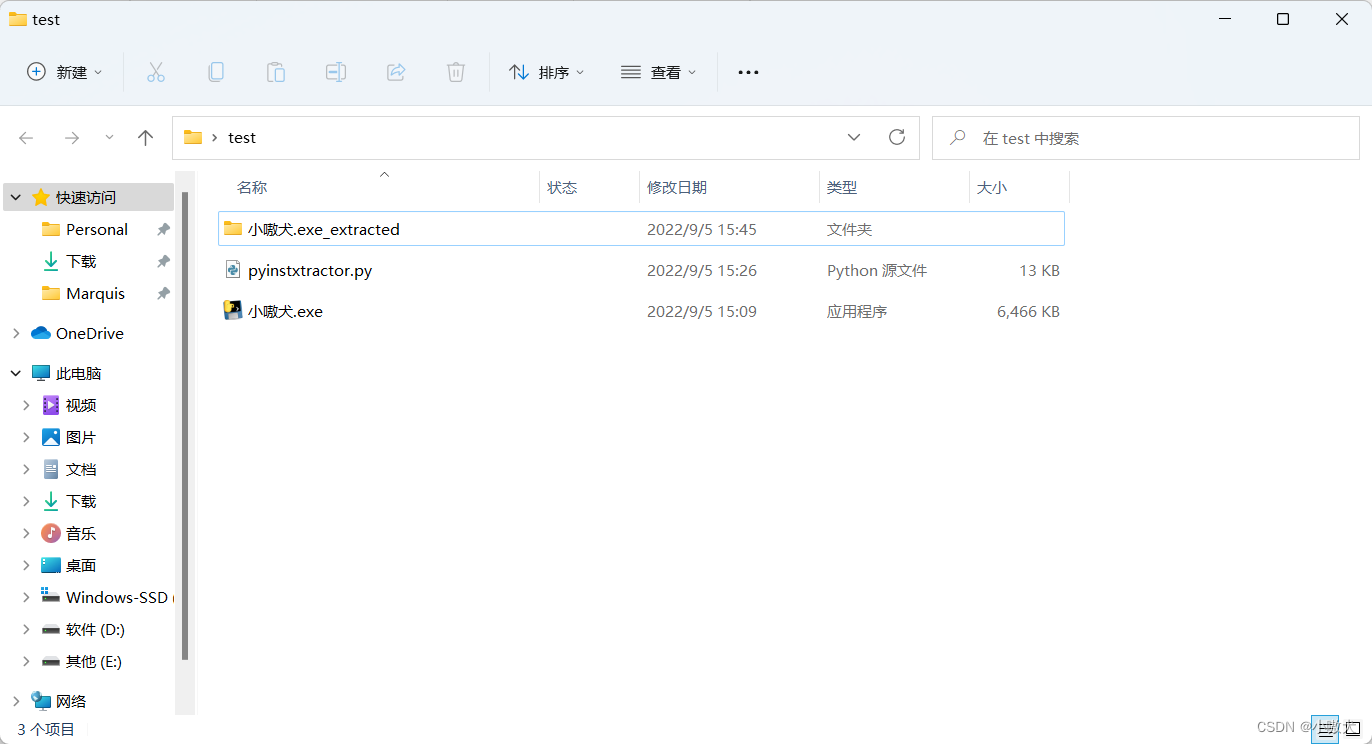 test
新建
排序
查看
test
在 test 中搜索
名称
状态
修改日期
类型
大小
小嗷犬.exe_extracted
2022/9/5 15:45
文件夹
pyinstxtractor.py
2022/9/5 15:26
Python 源文件
13 KB
小嗷犬.exe
2022/9/5 15:09
应用程序
6,466 KB
快速访问
Personal
下载
Marquis
OneDrive
此电脑
视频
图片
文档
下载
音乐
桌面
Windows-SSD (
软件 (D:)
其他 (E:)
网络
3 个项目
CSDN @小嗷犬